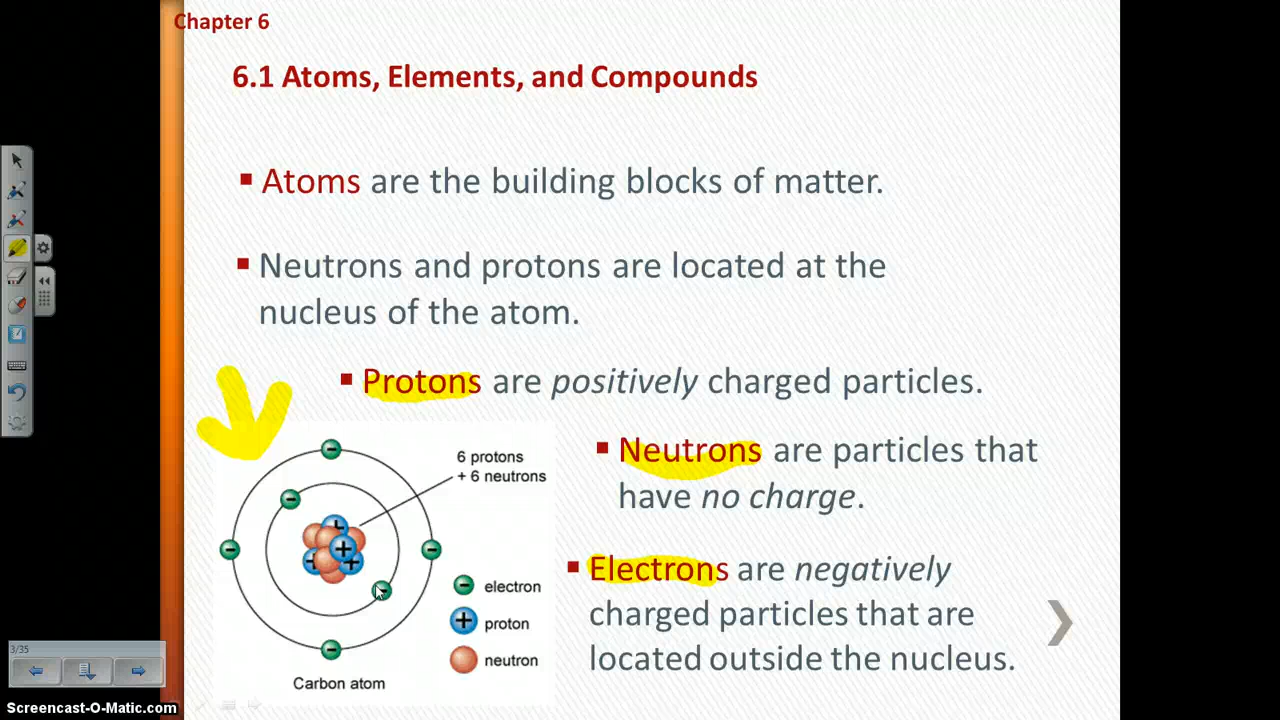 Chapter 6
6.1 Atoms, Elements, and Compounds
▪ Atoms are the building blocks of matter.
▪ Neutrons and protons are located at the
nucleus of the atom.
▪ Protons are positively charged particles.
▪ Neutrons are particles that
have no charge.
▪ Electrons are negatively
charged particles that are
located outside the nucleus.
6 protons
+ 6 neutrons
electron
proton
neutron
Carbon atom
3/35
Screencast-O-Matic.com